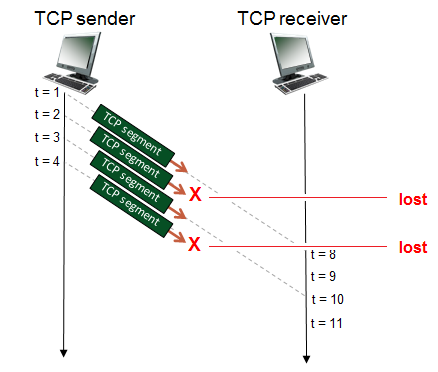 TCP sender
TCP receiver
t = 1
t = 2
t = 3
t = 4
TCP segment
TCP segment
TCP segment
TCP segment
X
lost
X
lost
t = 8
t = 9
t = 10
t = 11